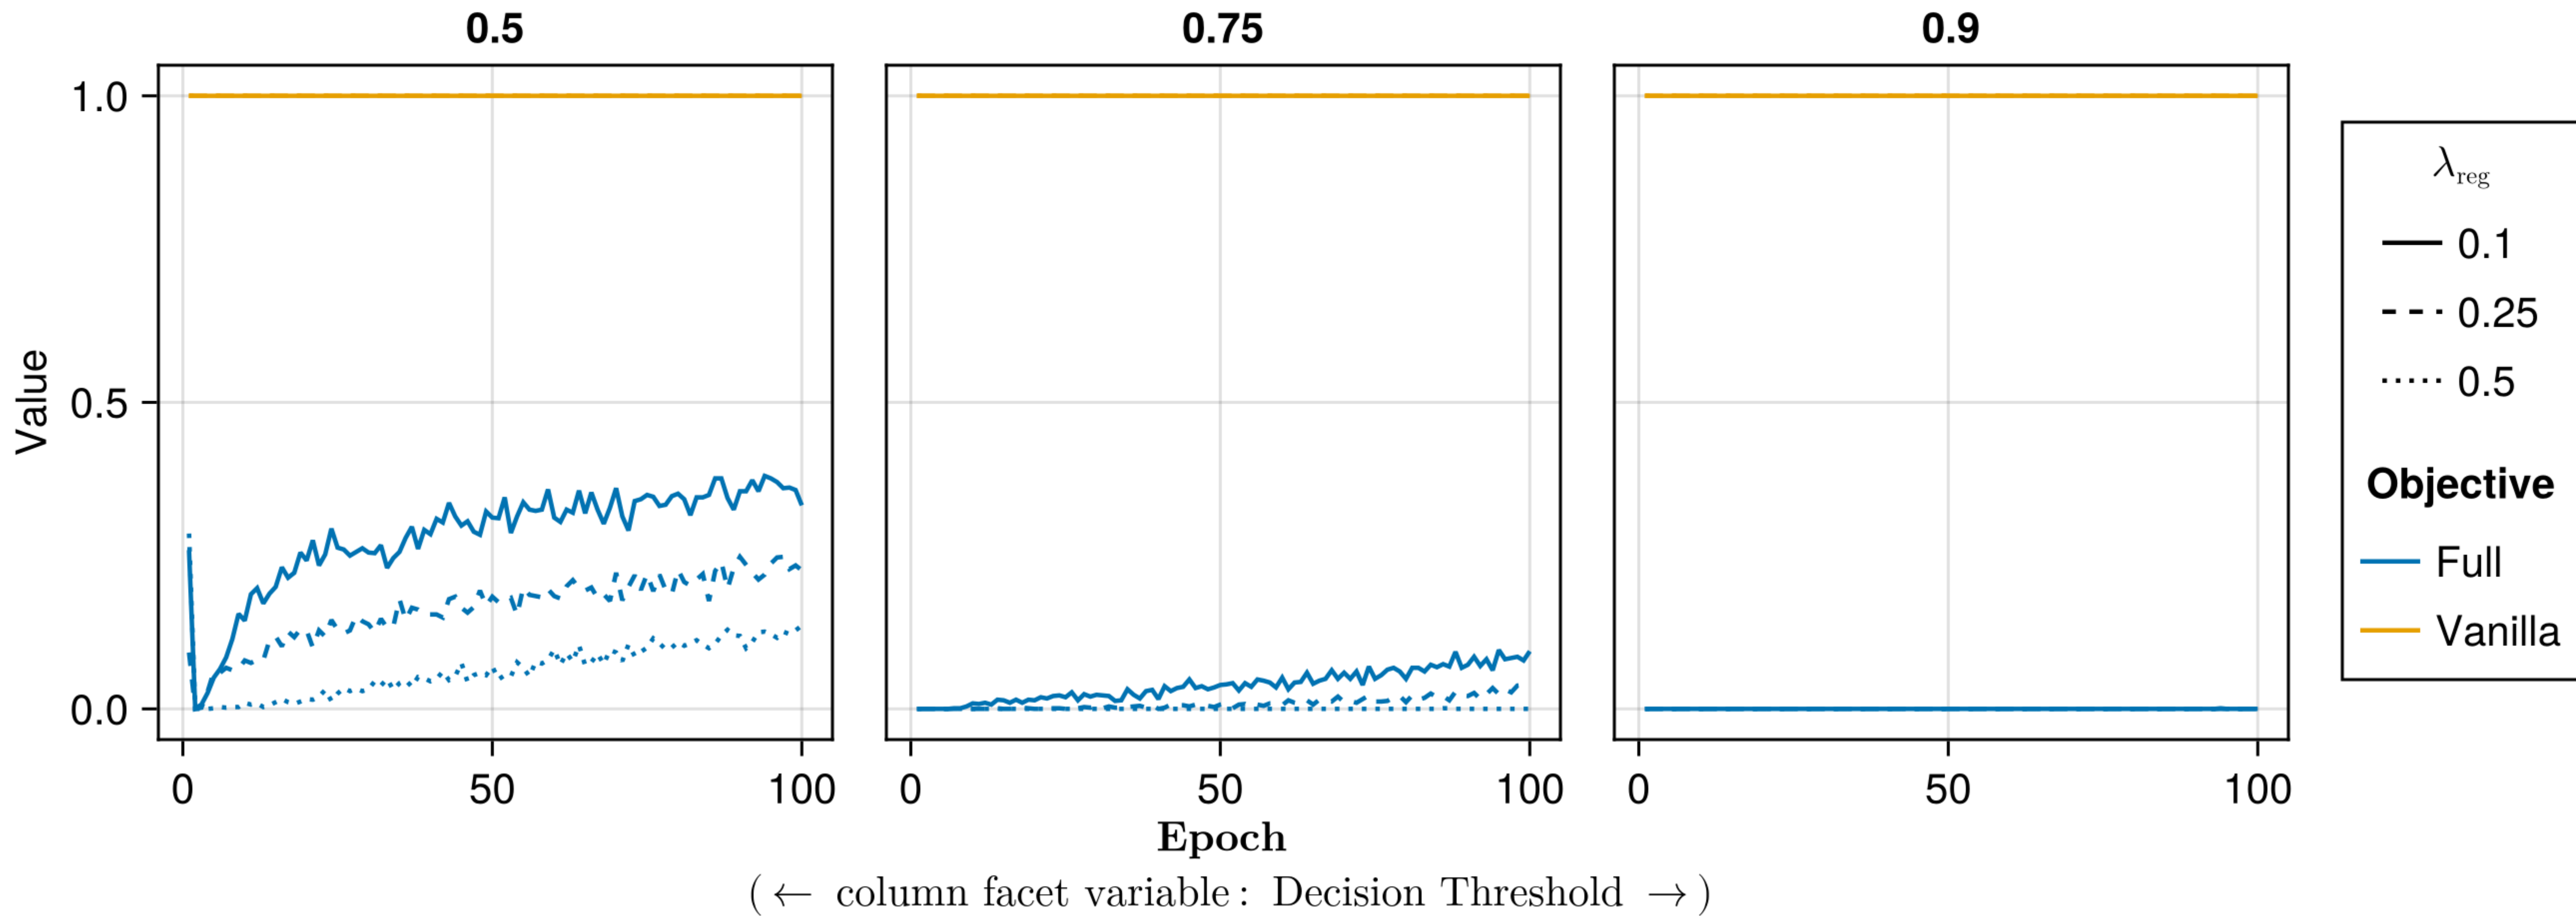 0.5
0.75
0.9
Value
1.0
0.5
0.0
0 50 100
0 50 100
0 50 100
Epoch
( ← column facet variable: Decision Threshold → )
λreg
0.1
0.25
0.5
Objective
Full
Vanilla